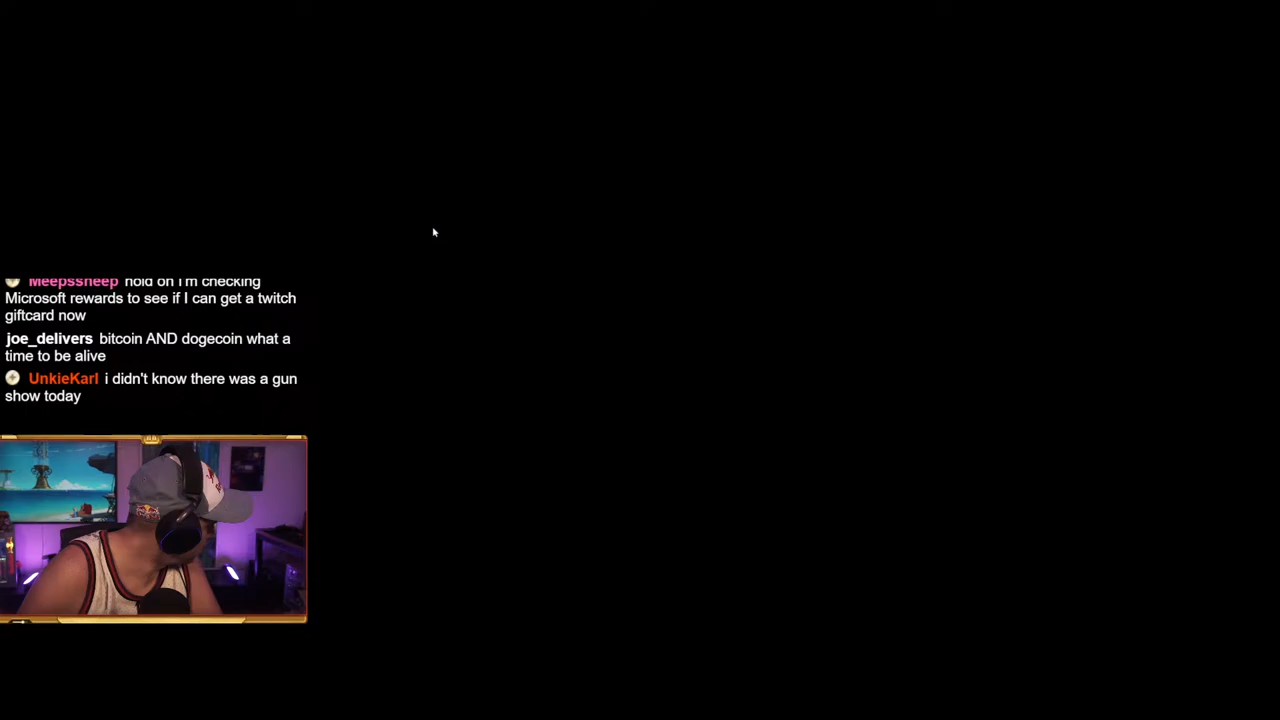 Meepssheep hold on i'm checking
Microsoft rewards to see if I can get a twitch
giftcard now
joe_delivers bitcoin AND dogecoin what a
time to be alive
UnkieKarl i didn't know there was a gun
show today